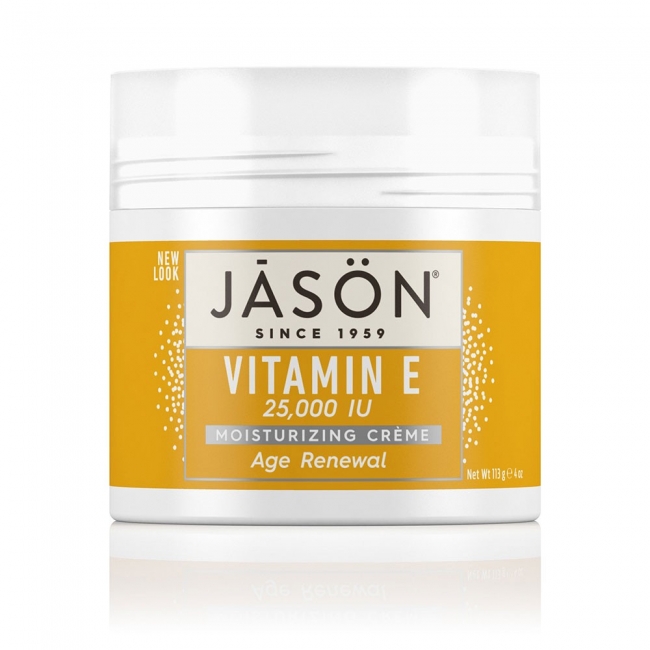 NEW
LOOK
JĀSÖN®
SINCE 1959
VITAMIN E
25,000 IU
MOISTURIZING CRÈME
Age Renewal
Net Wt 113 g ℮ 4 oz